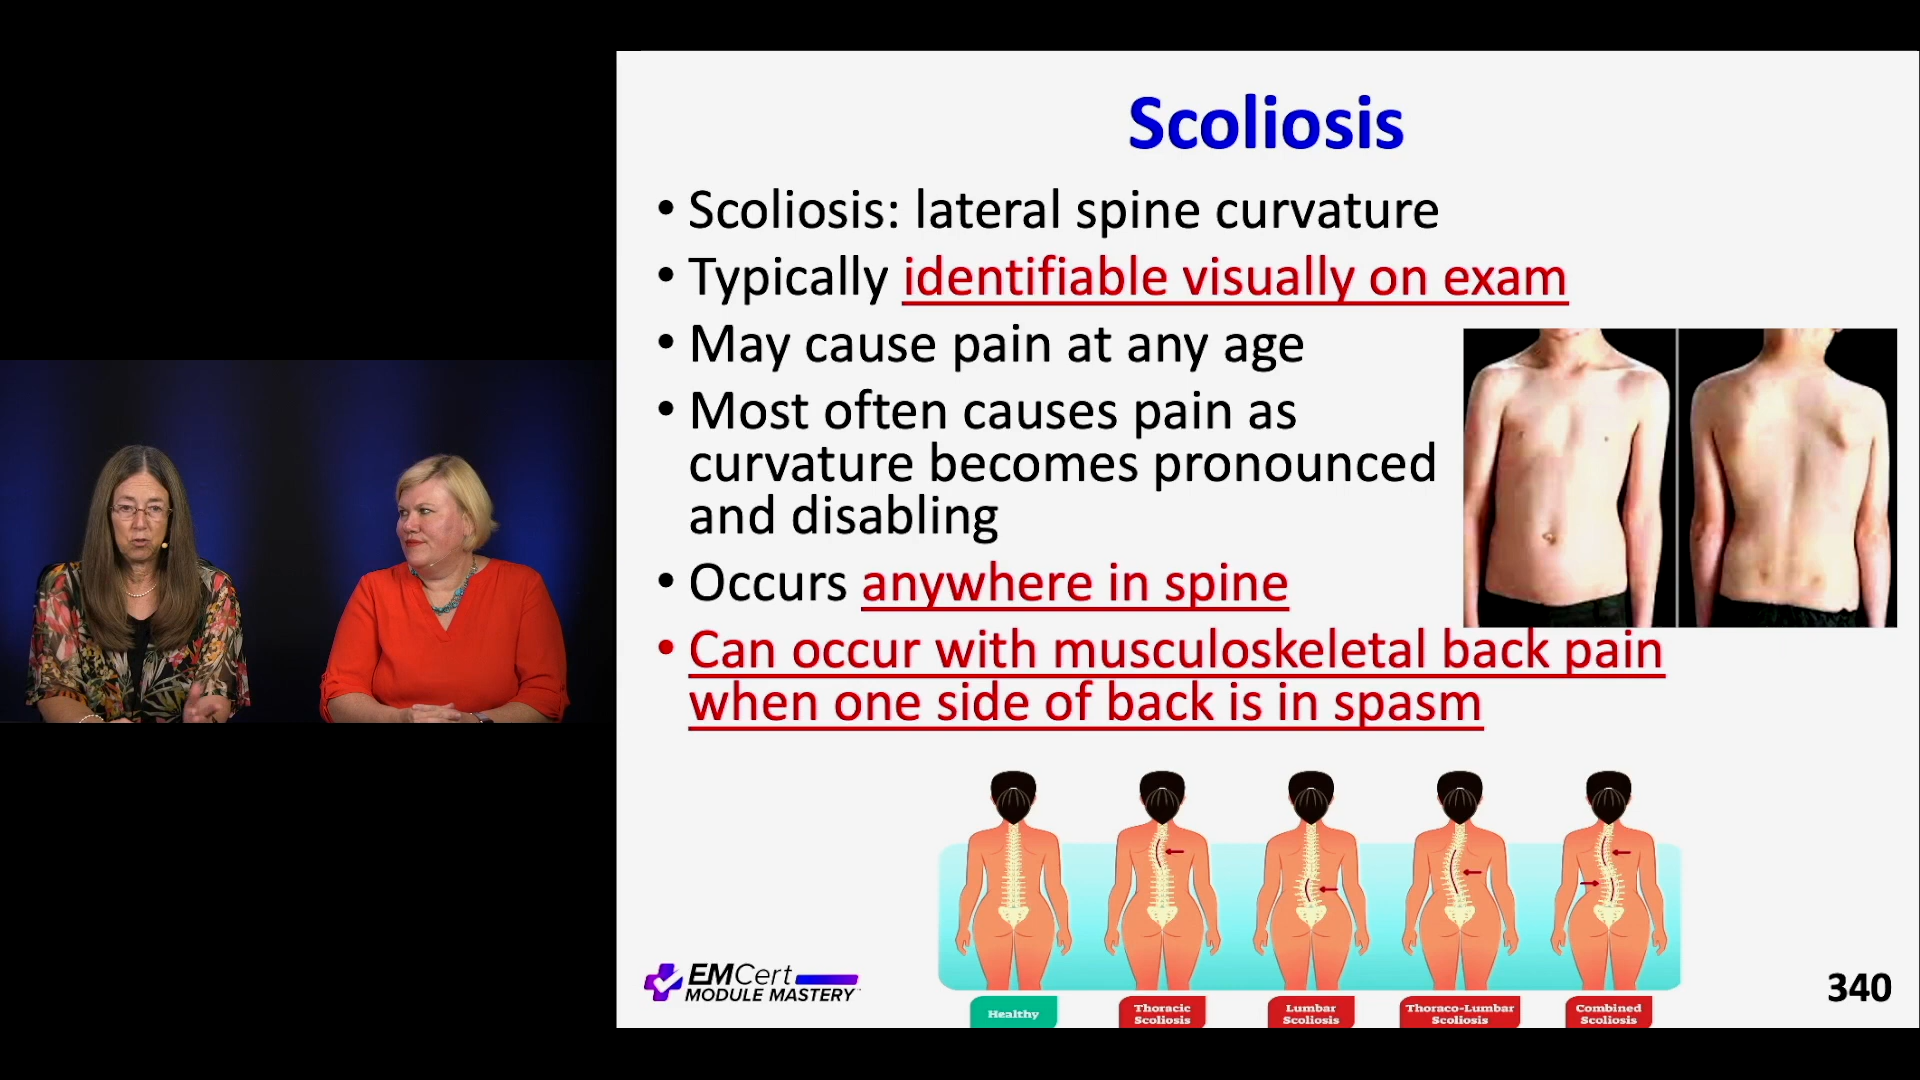 Scoliosis
• Scoliosis: lateral spine curvature
• Typically identifiable visually on exam
• May cause pain at any age
• Most often causes pain as
curvature becomes pronounced
and disabling
• Occurs anywhere in spine
• Can occur with musculoskeletal back pain
when one side of back is in spasm
EMCert
MODULE MASTERY
Healthy
Thoracic
Scoliosis
Lumbar
Scoliosis
Thoraco-Lumbar
Scoliosis
Combined
Scoliosis
340